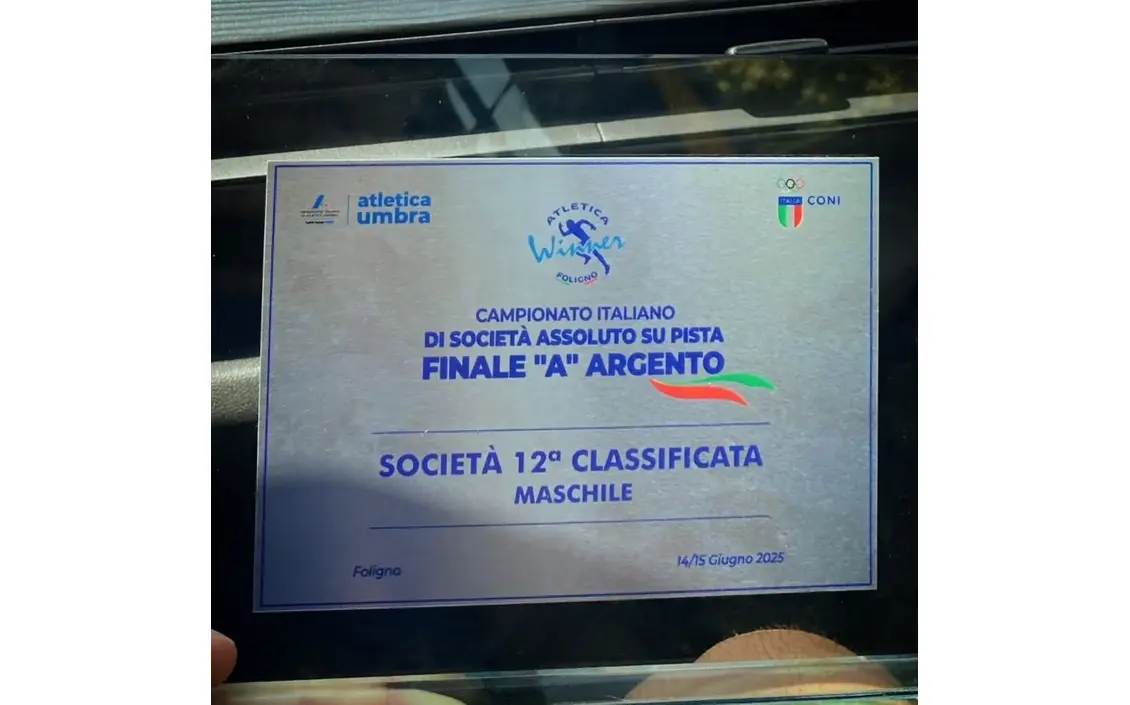 atletica
umbra
ATLETICA
Winner
FOLIGNO
ITALIA
CONI
CAMPIONATO ITALIANO
DI SOCIETÀ ASSOLUTO SU PISTA
FINALE "A" ARGENTO
SOCIETÀ 12ª CLASSIFICATA
MASCHILE
Foligno
14/15 Giugno 2025